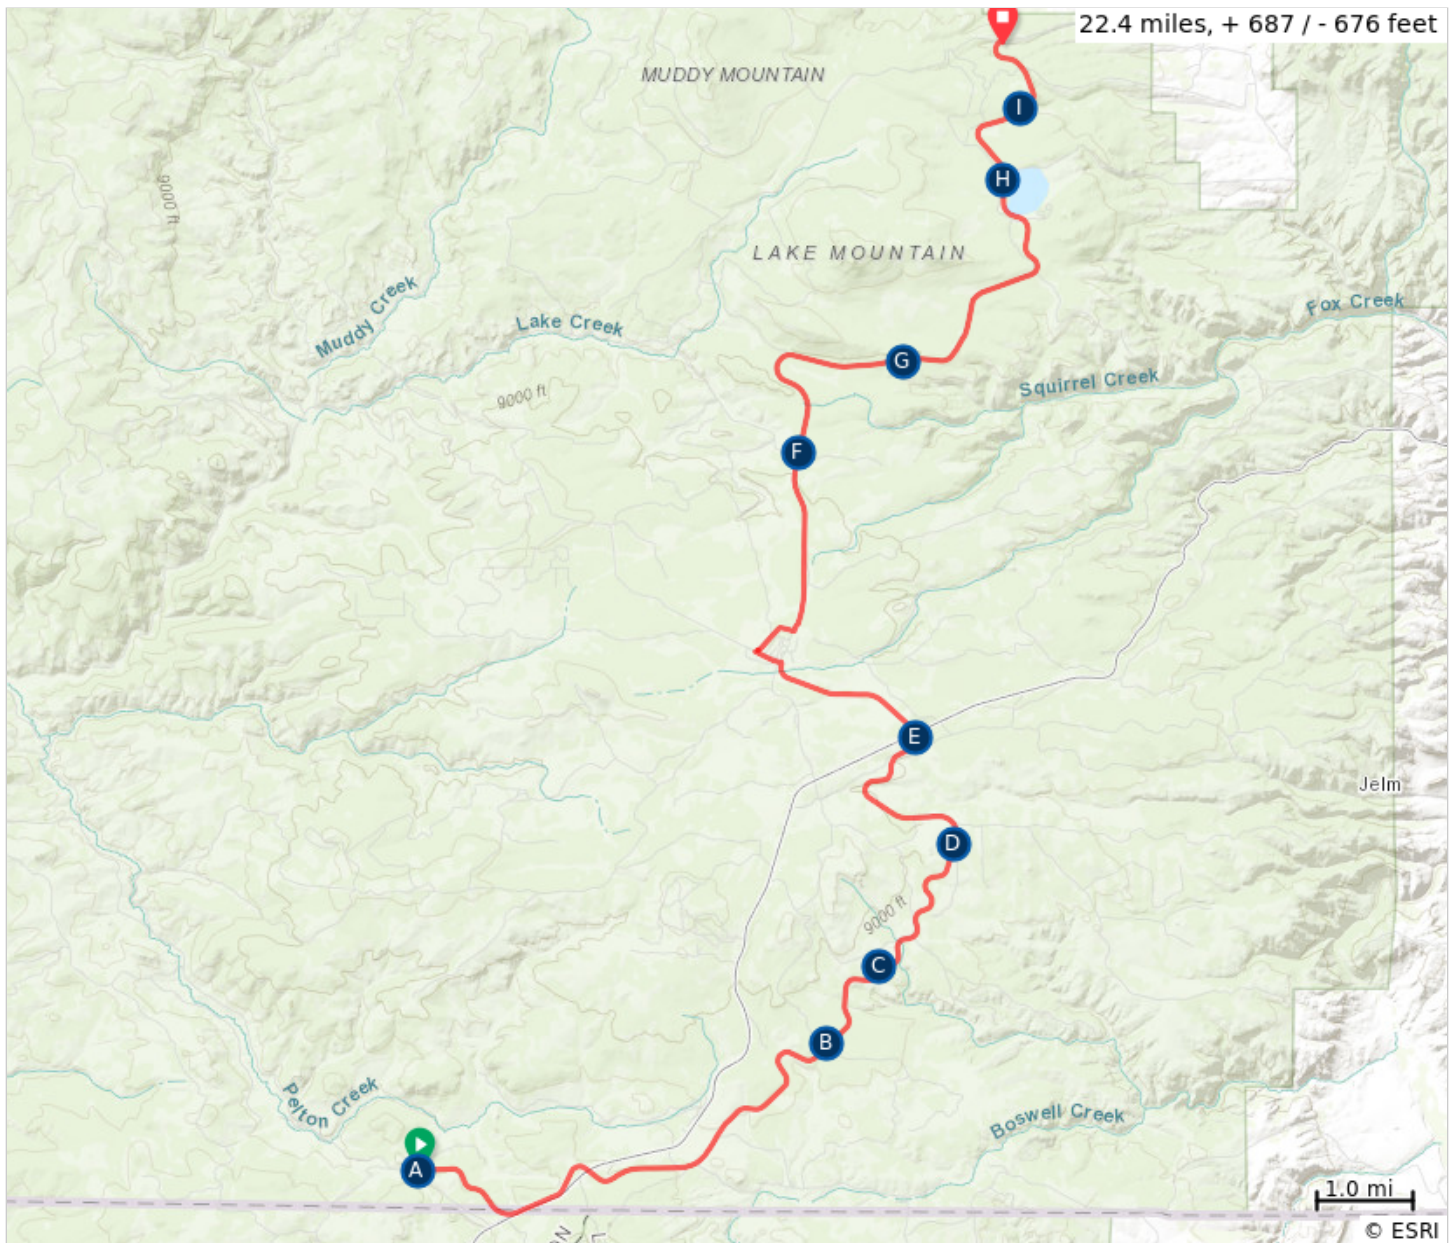 22.4 miles, + 687 / - 676 feet
MUDDY MOUNTAIN
I
9000 ft
H
LAKE MOUNTAIN
Muddy Creek
Lake Creek
Fox Creek
G
Squirrel Creek
9000 ft
F
E
Jelm
D
9000 ft
C
B
Pelton Creek
Boswell Creek
A
1.0 mi
© ESRI